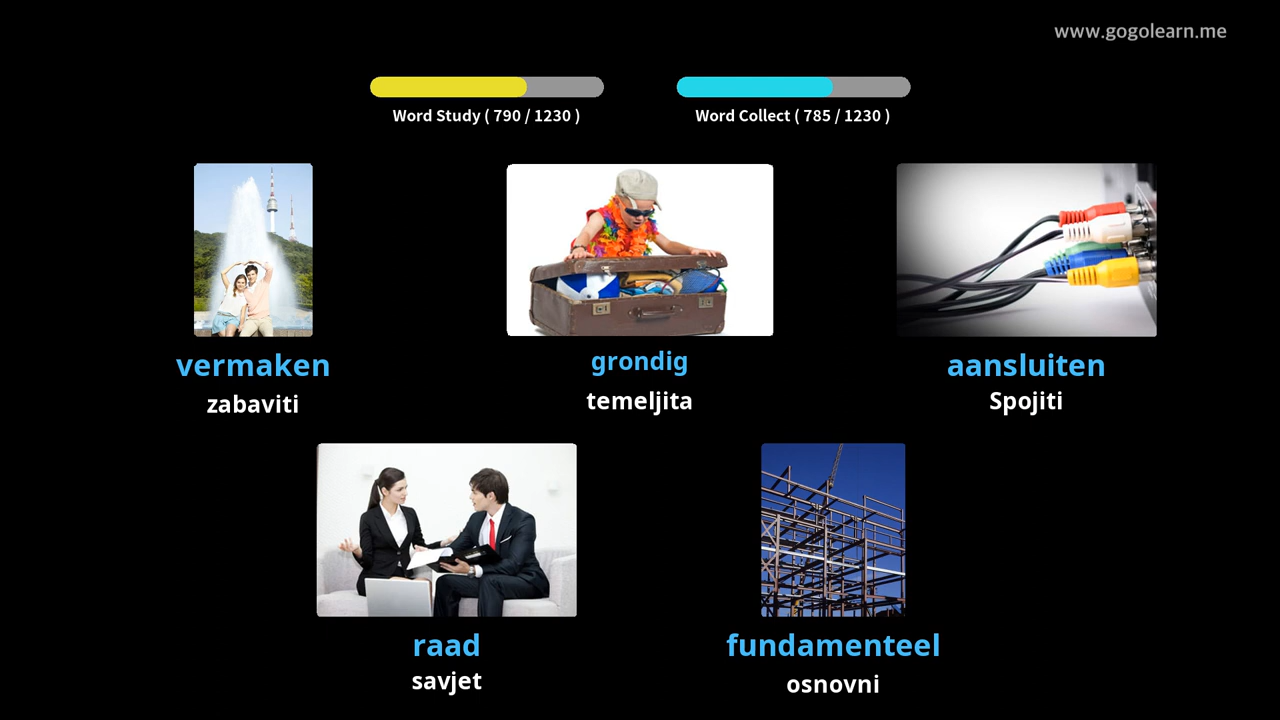 www.gogolearn.me
Word Study ( 790 / 1230 )
Word Collect ( 785 / 1230 )
vermaken
zabaviti
grondig
temeljita
aansluiten
Spojiti
raad
savjet
fundamenteel
osnovni